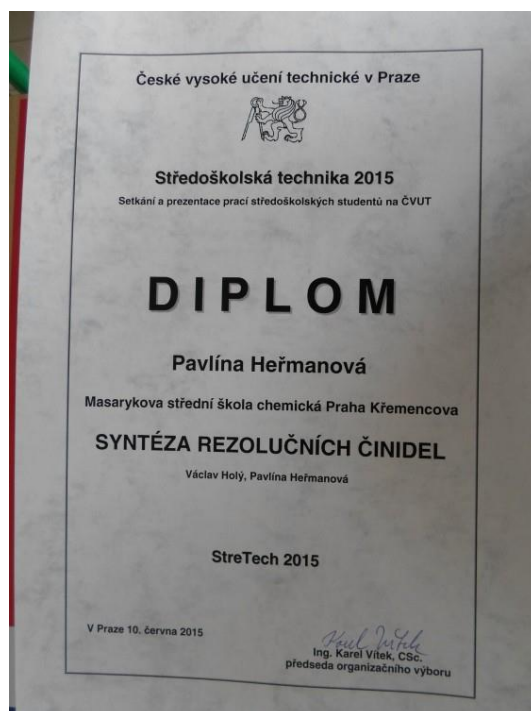 České vysoké učení technické v Praze
Středoškolská technika 2015
Setkání a prezentace prací středoškolských studentů na ČVUT
DIPLOM
Pavlína Heřmanová
Masarykova střední škola chemická Praha Křemencova
SYNTÉZA REZOLUČNÍCH ČINIDEL
Václav Holý, Pavlína Heřmanová
StreTech 2015
V Praze 10. června 2015
Karel Vítek
Ing. Karel Vítek, CSc.
předseda organizačního výboru